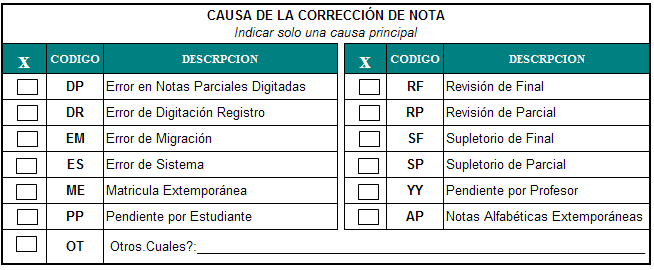 CAUSA DE LA CORRECCIÓN DE NOTA
Indicar solo una causa principal
X CODIGO DESCRPCION X CODIGO DESCRPCION
DP Error en Notas Parciales Digitadas RF Revisión de Final
DR Error de Digitación Registro RP Revisión de Parcial
EM Error de Migración SF Supletorio de Final
ES Error de Sistema SP Supletorio de Parcial
ME Matricula Extemporánea YY Pendiente por Profesor
PP Pendiente por Estudiante AP Notas Alfabéticas Extemporáneas
OT Otros.Cuales?: